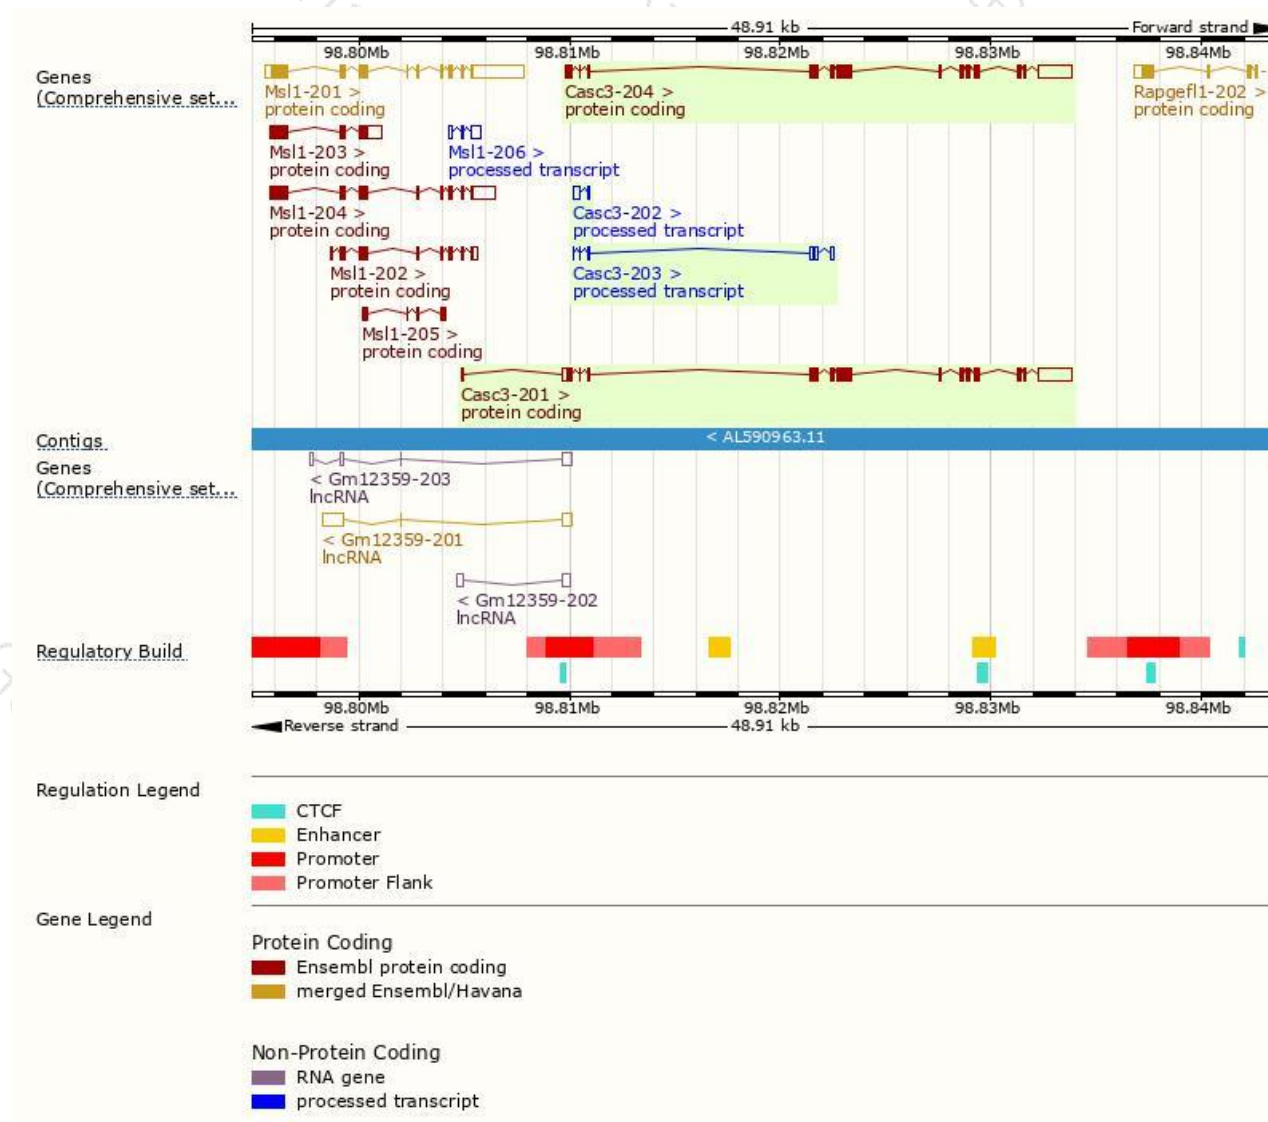 48.91 kb Forward strand
98.80Mb 98.81Mb 98.82Mb 98.83Mb 98.84Mb
Genes
(Comprehensive set...
Msl1-201 >
protein coding
Casc3-204 >
protein coding
Rapgefl1-202 >
protein coding
Msl1-203 >
protein coding
Msl1-206 >
processed transcript
Msl1-204 >
protein coding
Casc3-202 >
processed transcript
Msl1-202 >
protein coding
Casc3-203 >
processed transcript
Msl1-205 >
protein coding
Casc3-201 >
protein coding
Contigs
< AL590963.11
Genes
(Comprehensive set...
< Gm12359-203
lncRNA
< Gm12359-201
lncRNA
< Gm12359-202
lncRNA
Regulatory Build
98.80Mb 98.81Mb 98.82Mb 98.83Mb 98.84Mb
Reverse strand 48.91 kb
Regulation Legend
CTCF
Enhancer
Promoter
Promoter Flank
Gene Legend
Protein Coding
Ensembl protein coding
merged Ensembl/Havana
Non-Protein Coding
RNA gene
processed transcript